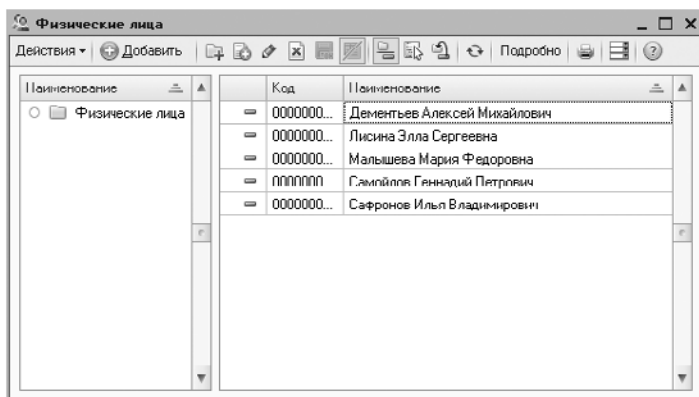 Физические лица
Действия Добавить Подробно
Наименование
Физические лица
Код Наименование
0000000... Дементьев Алексей Михайлович
0000000... Лисина Элла Сергеевна
0000000... Малышева Мария Федоровна
0000000... Самойлов Геннадий Петрович
0000000... Сафронов Илья Владимирович